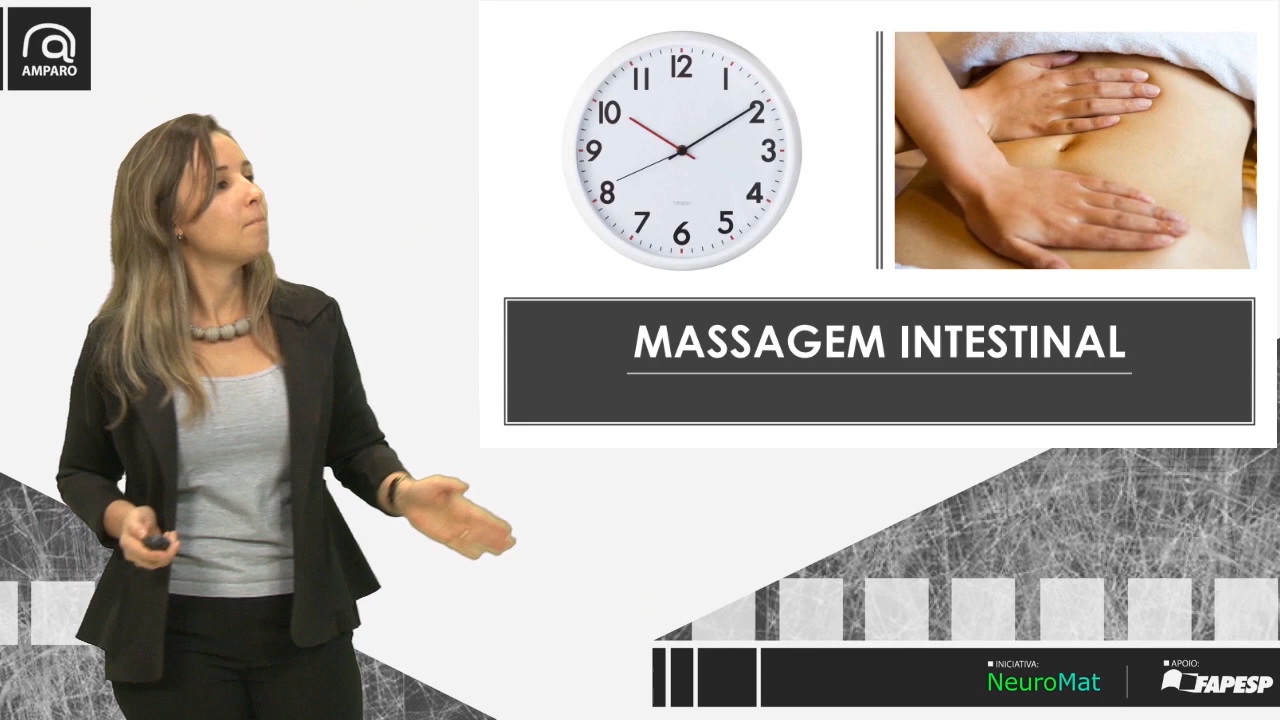 AMPARO
12
11
1
10
2
9
3
8
4
7
5
6
MASSAGEM INTESTINAL
INICIATIVA:
NeuroMat
APOIO:
FAPESP